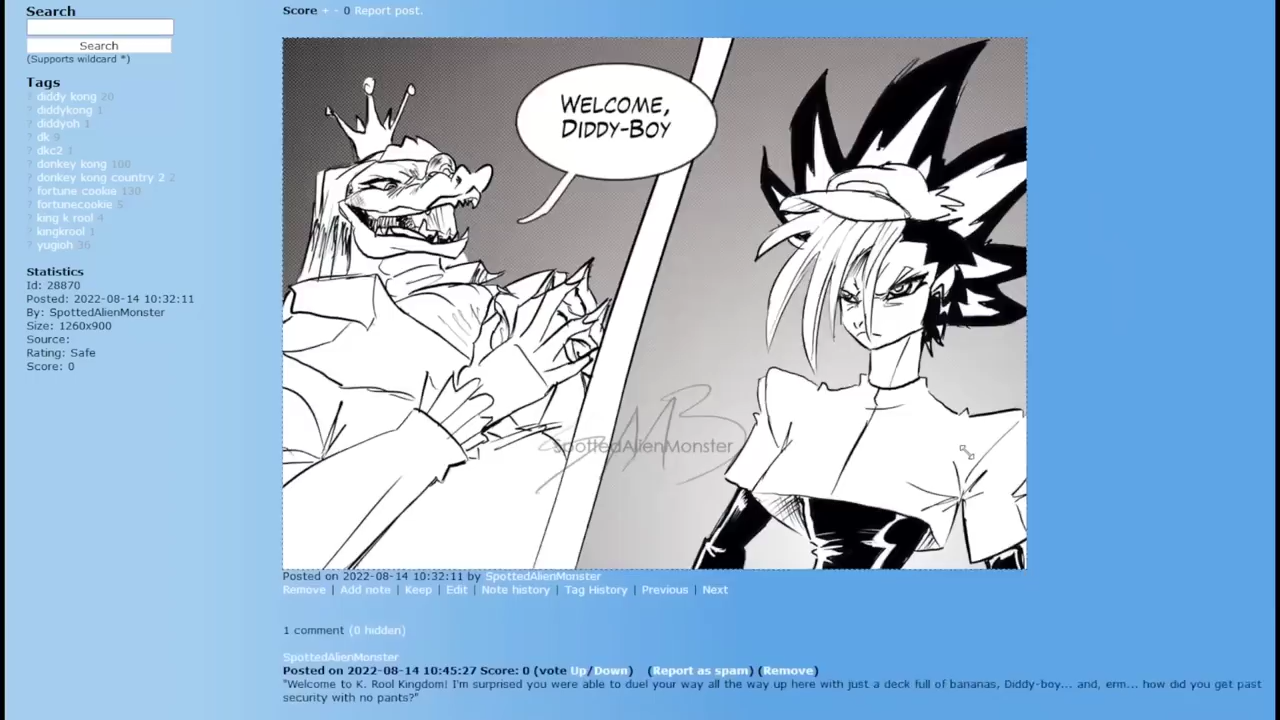 Search
Search
(Supports wildcard *)
Tags
? diddy kong 20
? diddykong 1
? diddyoh 1
? dk 9
? dkc2 1
? donkey kong 100
? donkey kong country 2 2
? fortune cookie 130
? fortunecookie 5
? king k rool 4
? kingkrool 1
? yugioh 36
Statistics
Id: 28870
Posted: 2022-08-14 10:32:11
By: SpottedAlienMonster
Size: 1260x900
Source:
Rating: Safe
Score: 0
Score + - 0 Report post.
WELCOME,
DIDDY-BOY
SMB
SpottedAlienMonster
Posted on 2022-08-14 10:32:11 by SpottedAlienMonster
Remove | Add note | Keep | Edit | Note history | Tag History | Previous | Next
1 comment (0 hidden)
SpottedAlienMonster
Posted on 2022-08-14 10:45:27 Score: 0 (vote Up/Down) (Report as spam) (Remove)
"Welcome to K. Rool Kingdom! I'm surprised you were able to duel your way all the way up here with just a deck full of bananas, Diddy-boy... and, erm... how did you get past
security with no pants?"